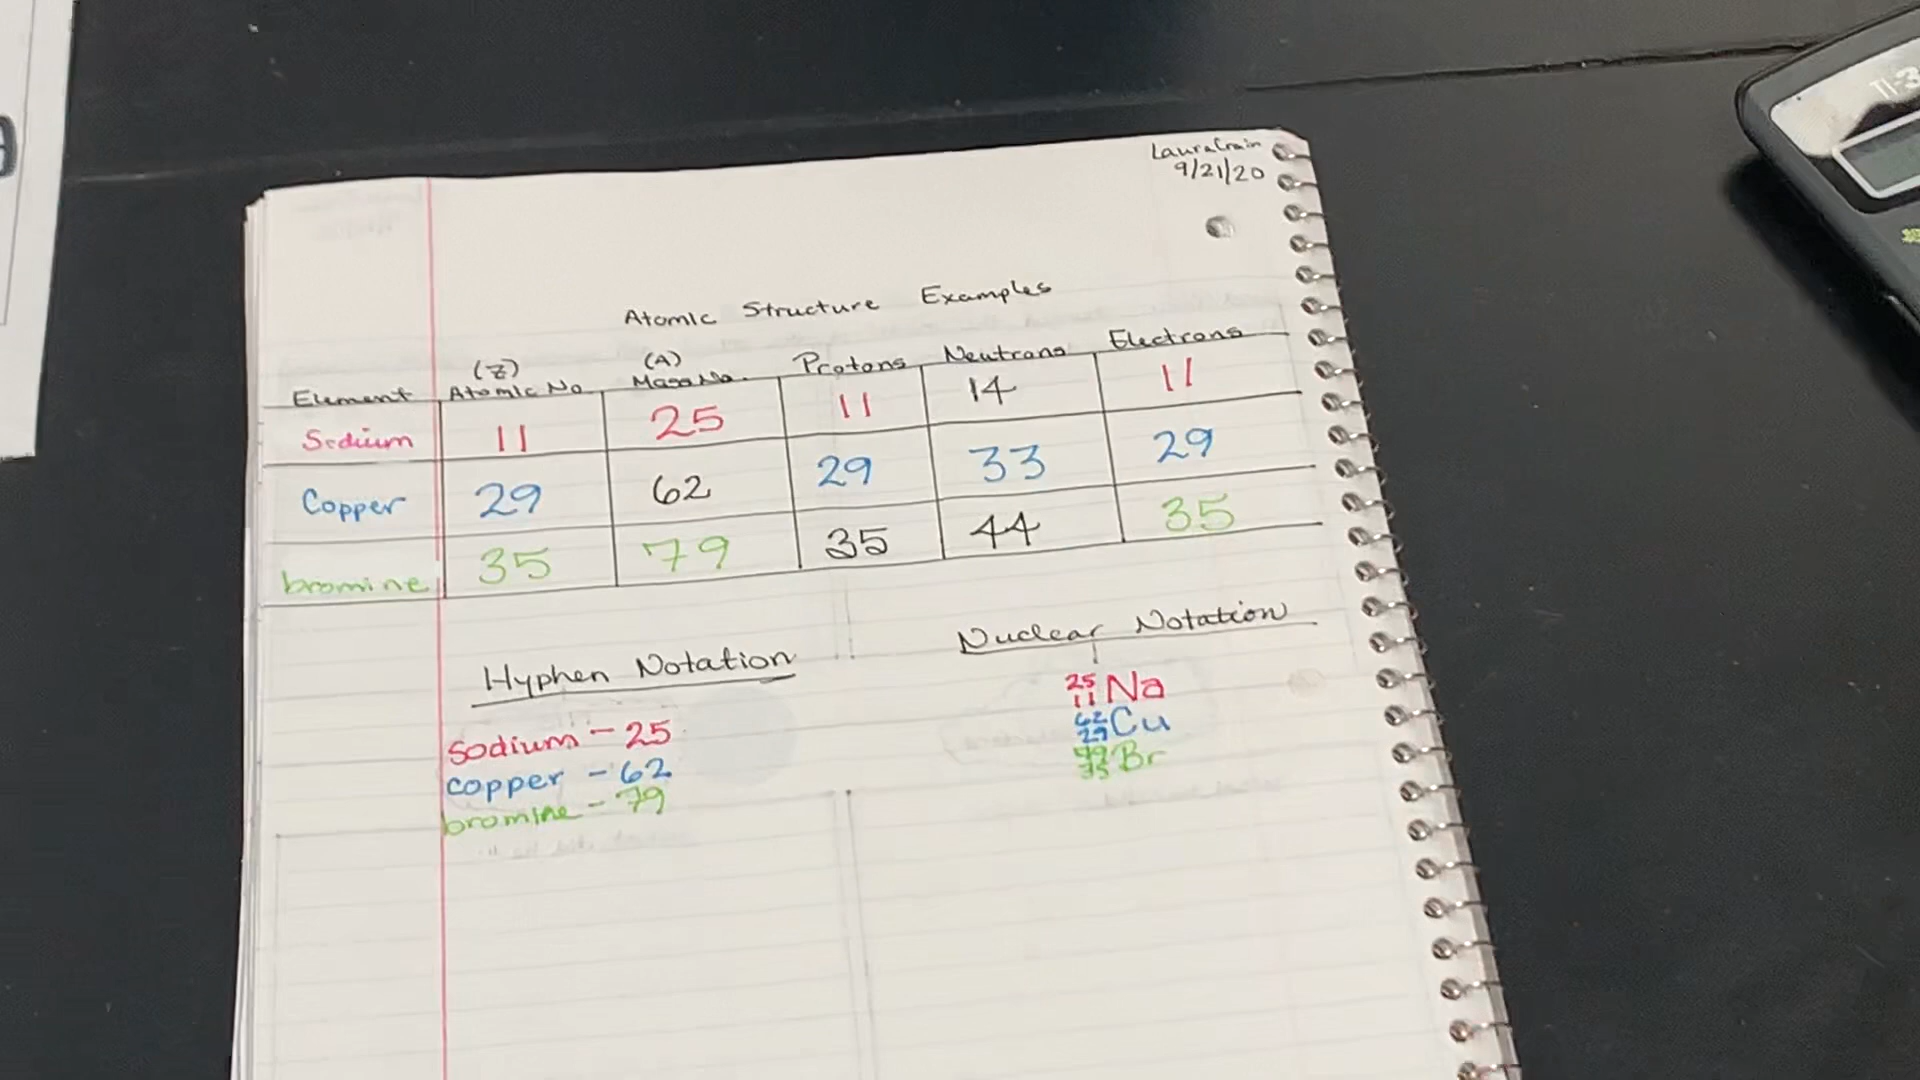 Laura Crain
9/21/20
Atomic Structure Examples
Element (Z) Atomic No. (A) Mass No. Protons Neutrons Electrons
Sodium 11 25 11 14 11
Copper 29 62 29 33 29
bromine 35 79 35 44 35
Hyphen Notation
sodium - 25
copper - 62
bromine - 79
Nuclear Notation
25 11 Na
62 29 Cu
79 35 Br